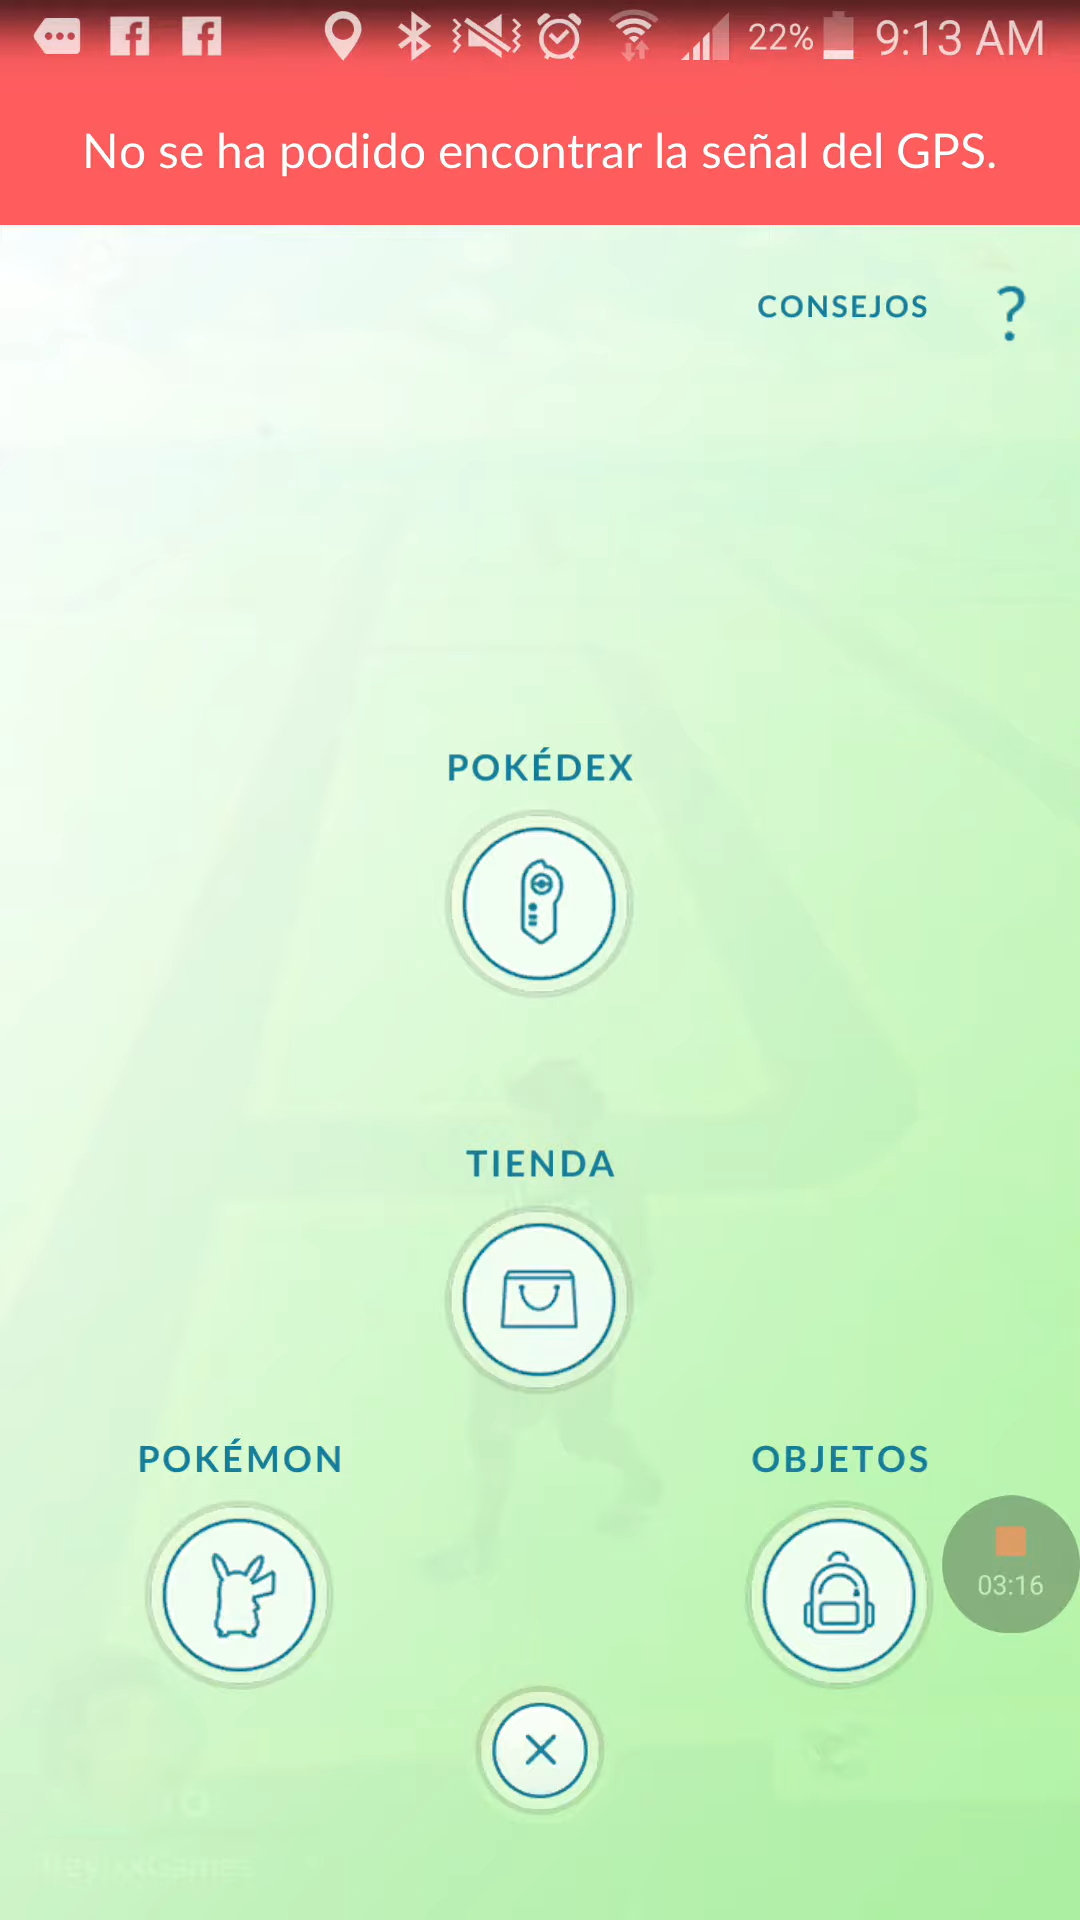 22% 9:13 AM
No se ha podido encontrar la señal del GPS.
CONSEJOS ?
POKÉDEX
TIENDA
POKÉMON
OBJETOS
03:16